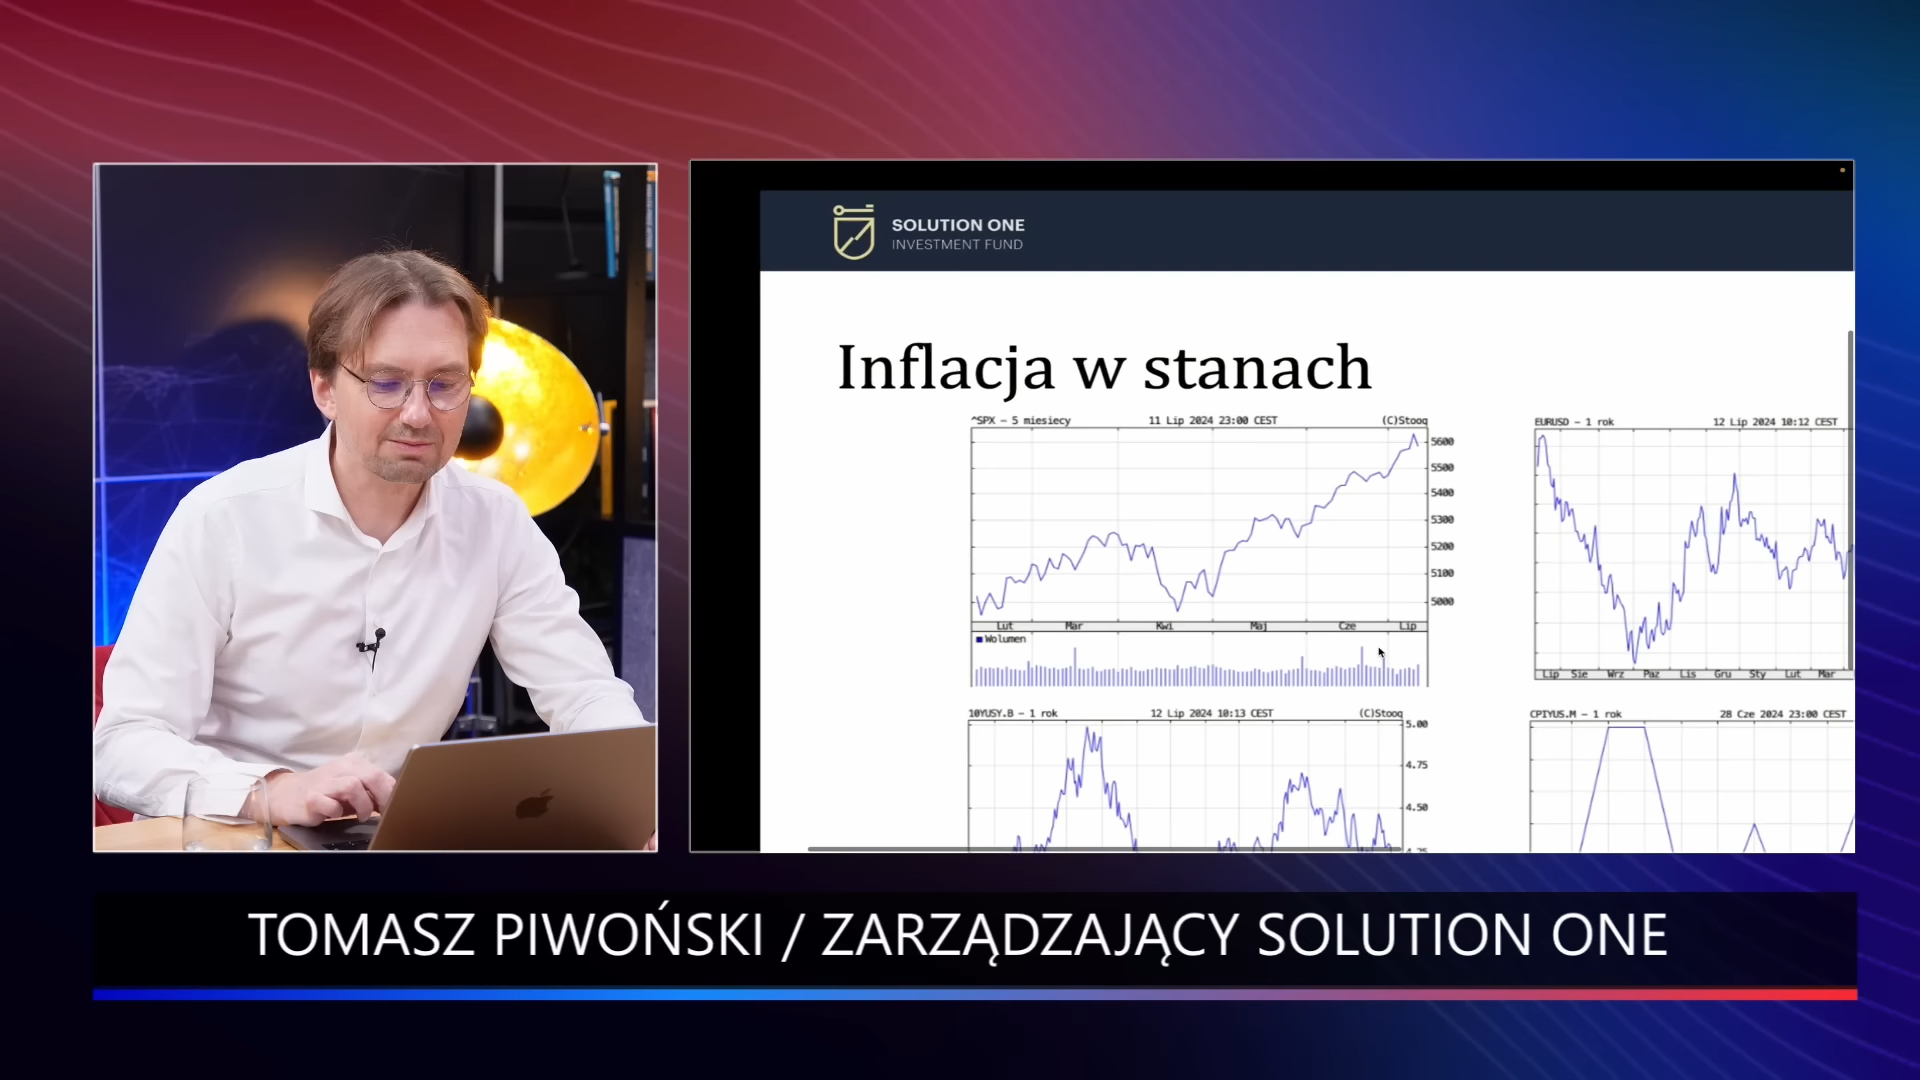 SOLUTION ONE
INVESTMENT FUND
Inflacja w stanach
^SPX – 5 miesiecy 11 Lip 2024 23:00 CEST (C)Stooq
5600
5500
5400
5300
5200
5100
5000
Lut Mar Kwi Maj Cze Lip
Wolumen
EURUSD – 1 rok 12 Lip 2024 10:12 CEST
Lip Sie Wrz Paz Lis Gru Sty Lut Mar
10YUSY.B – 1 rok 12 Lip 2024 10:13 CEST (C)Stooq
5.00
4.75
4.50
CPIYUS.M – 1 rok 28 Cze 2024 23:00 CEST
TOMASZ PIWOŃSKI / ZARZĄDZAJĄCY SOLUTION ONE